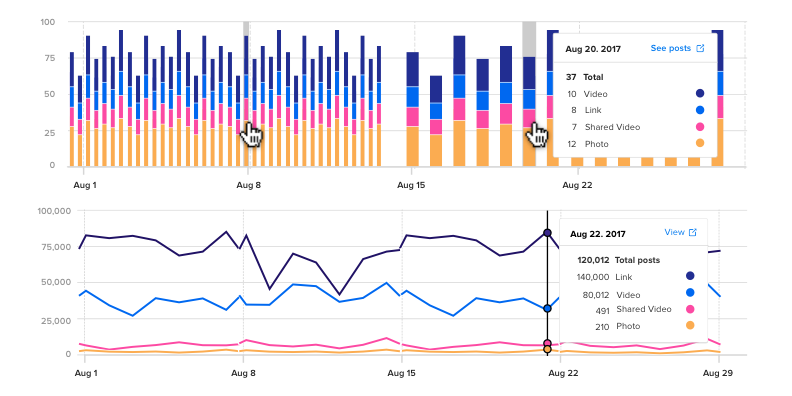 100
75
50
25
0
Aug 20. 2017 See posts
37 Total
10 Video
8 Link
7 Shared Video
12 Photo
Aug 1 Aug 8 Aug 15 Aug 22
100,000
75,000
50,000
25,000
0
Aug 22. 2017 View
120,012 Total posts
140,000 Link
80,012 Video
491 Shared Video
210 Photo
Aug 1 Aug 8 Aug 15 Aug 22 Aug 29